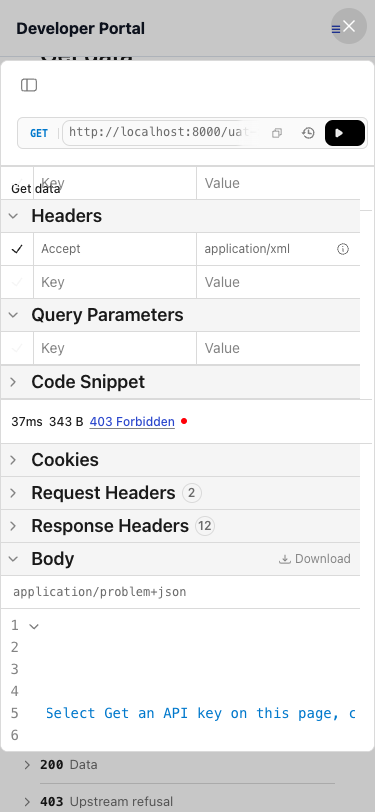 Developer Portal
Get data
GET http://localhost:8000/uat-
Get data
Key Value
Headers
Accept application/xml
Key Value
Query Parameters
Key Value
Code Snippet
37ms 343 B 403 Forbidden
Cookies
Request Headers 2
Response Headers 12
Body Download
application/problem+json
1
2
3
4
5 Select Get an API key on this page, c
6
200 Data
403 Upstream refusal